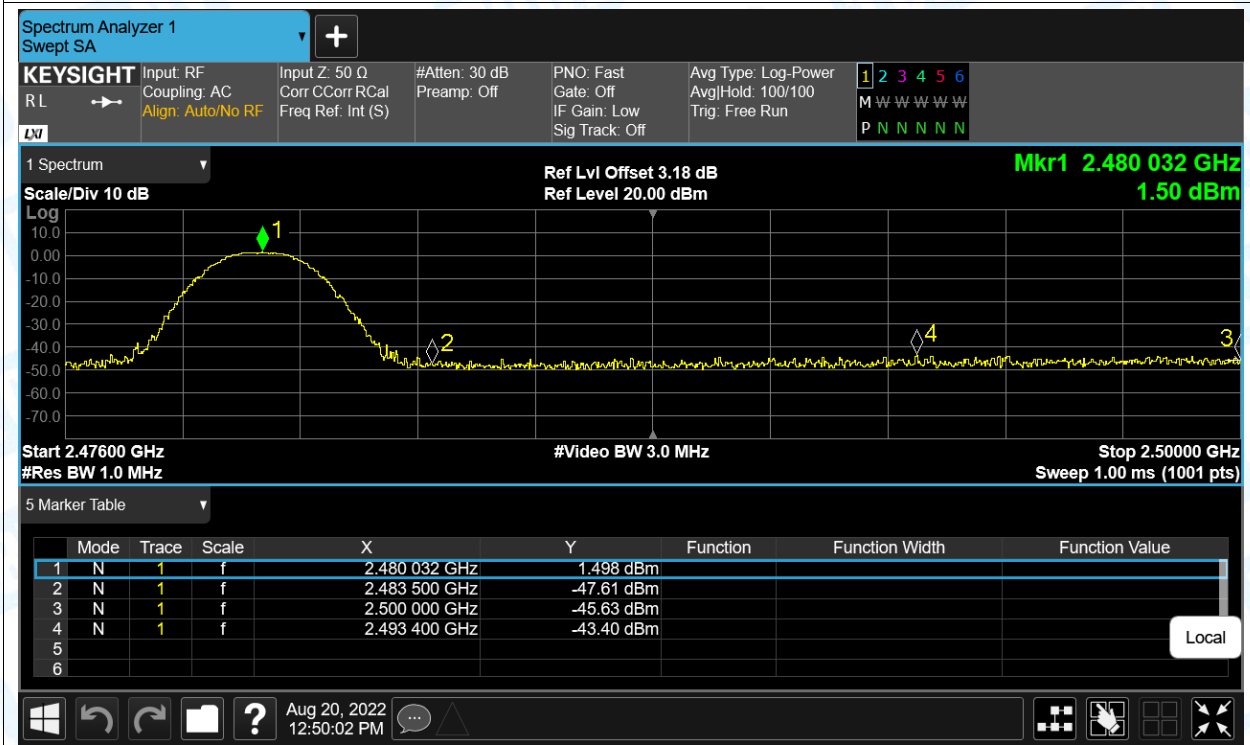 Spectrum Analyzer 1
Swept SA
KEYSIGHT
R L
LXI
Input: RF
Coupling: AC
Align: Auto/No RF
Input Z: 50 Ω
Corr CCorr RCal
Freq Ref: Int (S)
#Atten: 30 dB
Preamp: Off
PNO: Fast
Gate: Off
IF Gain: Low
Sig Track: Off
Avg Type: Log-Power
Avg|Hold: 100/100
Trig: Free Run
1 2 3 4 5 6
M W W W W W
P N N N N N
1 Spectrum
Scale/Div 10 dB
Ref Lvl Offset 3.18 dB
Ref Level 20.00 dBm
Mkr1 2.480 032 GHz
1.50 dBm
Log
10.0
0.00
-10.0
-20.0
-30.0
-40.0
-50.0
-60.0
-70.0
1
2
4
3
Start 2.47600 GHz
#Video BW 3.0 MHz
Stop 2.50000 GHz
#Res BW 1.0 MHz
Sweep 1.00 ms (1001 pts)
5 Marker Table
Mode Trace Scale X Y Function Function Width Function Value
1 N 1 f 2.480 032 GHz 1.498 dBm
2 N 1 f 2.483 500 GHz -47.61 dBm
3 N 1 f 2.500 000 GHz -45.63 dBm
4 N 1 f 2.493 400 GHz -43.40 dBm
5
6
Local
?
Aug 20, 2022
12:50:02 PM